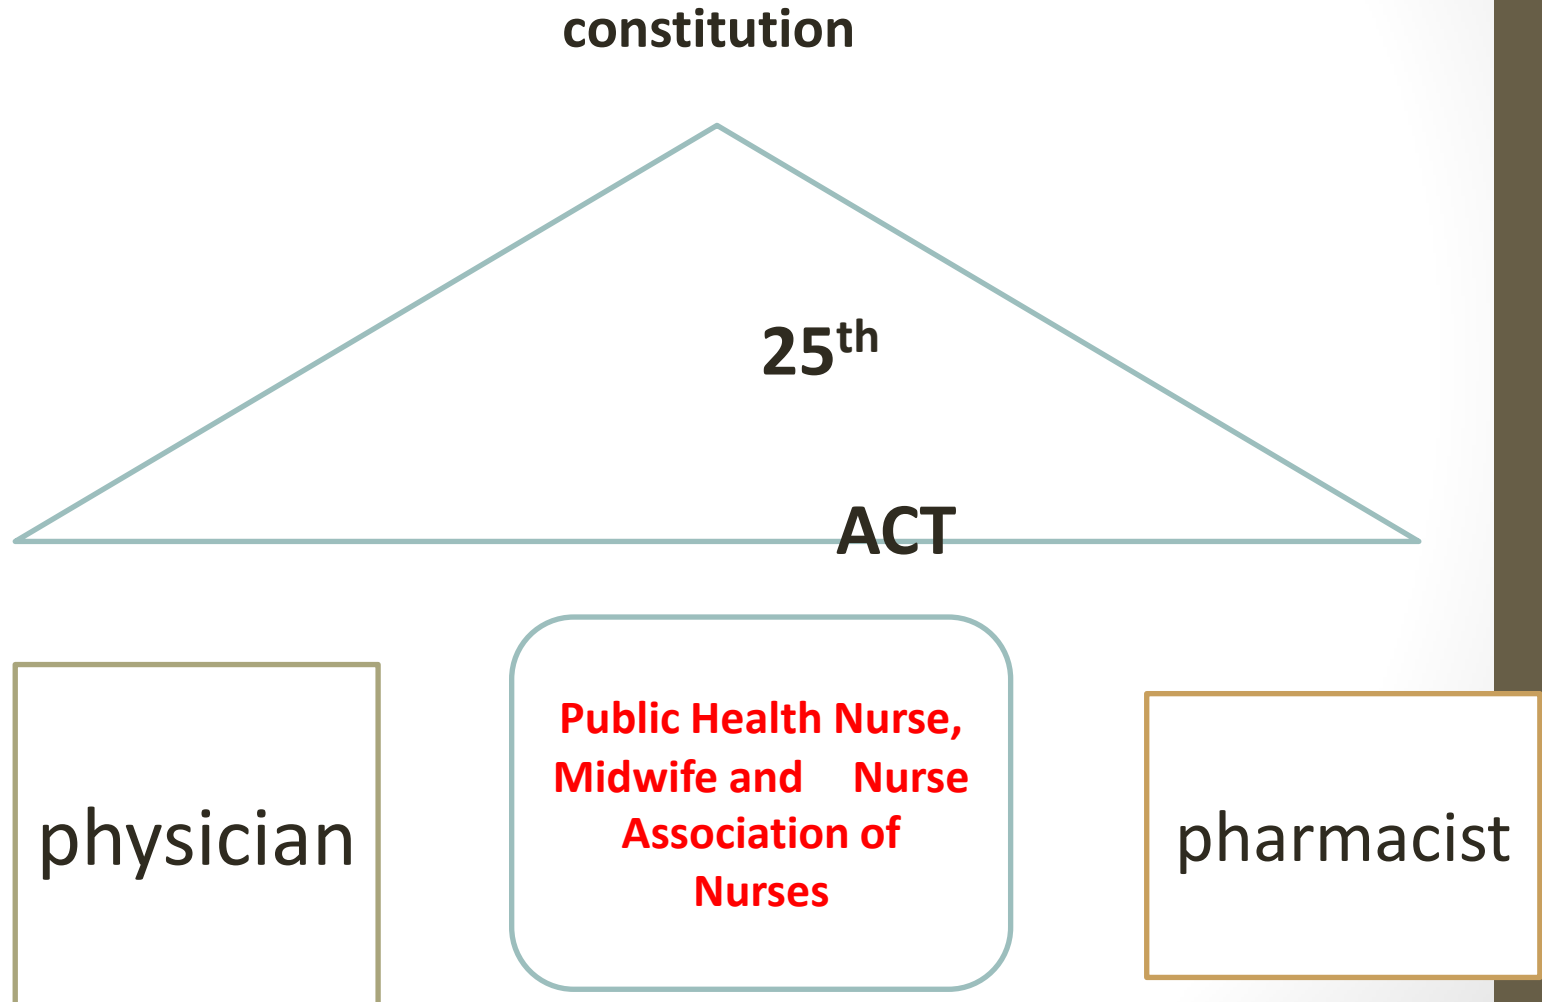 constitution
25th
ACT
physician
Public Health Nurse,
Midwife and Nurse
Association of
Nurses
pharmacist